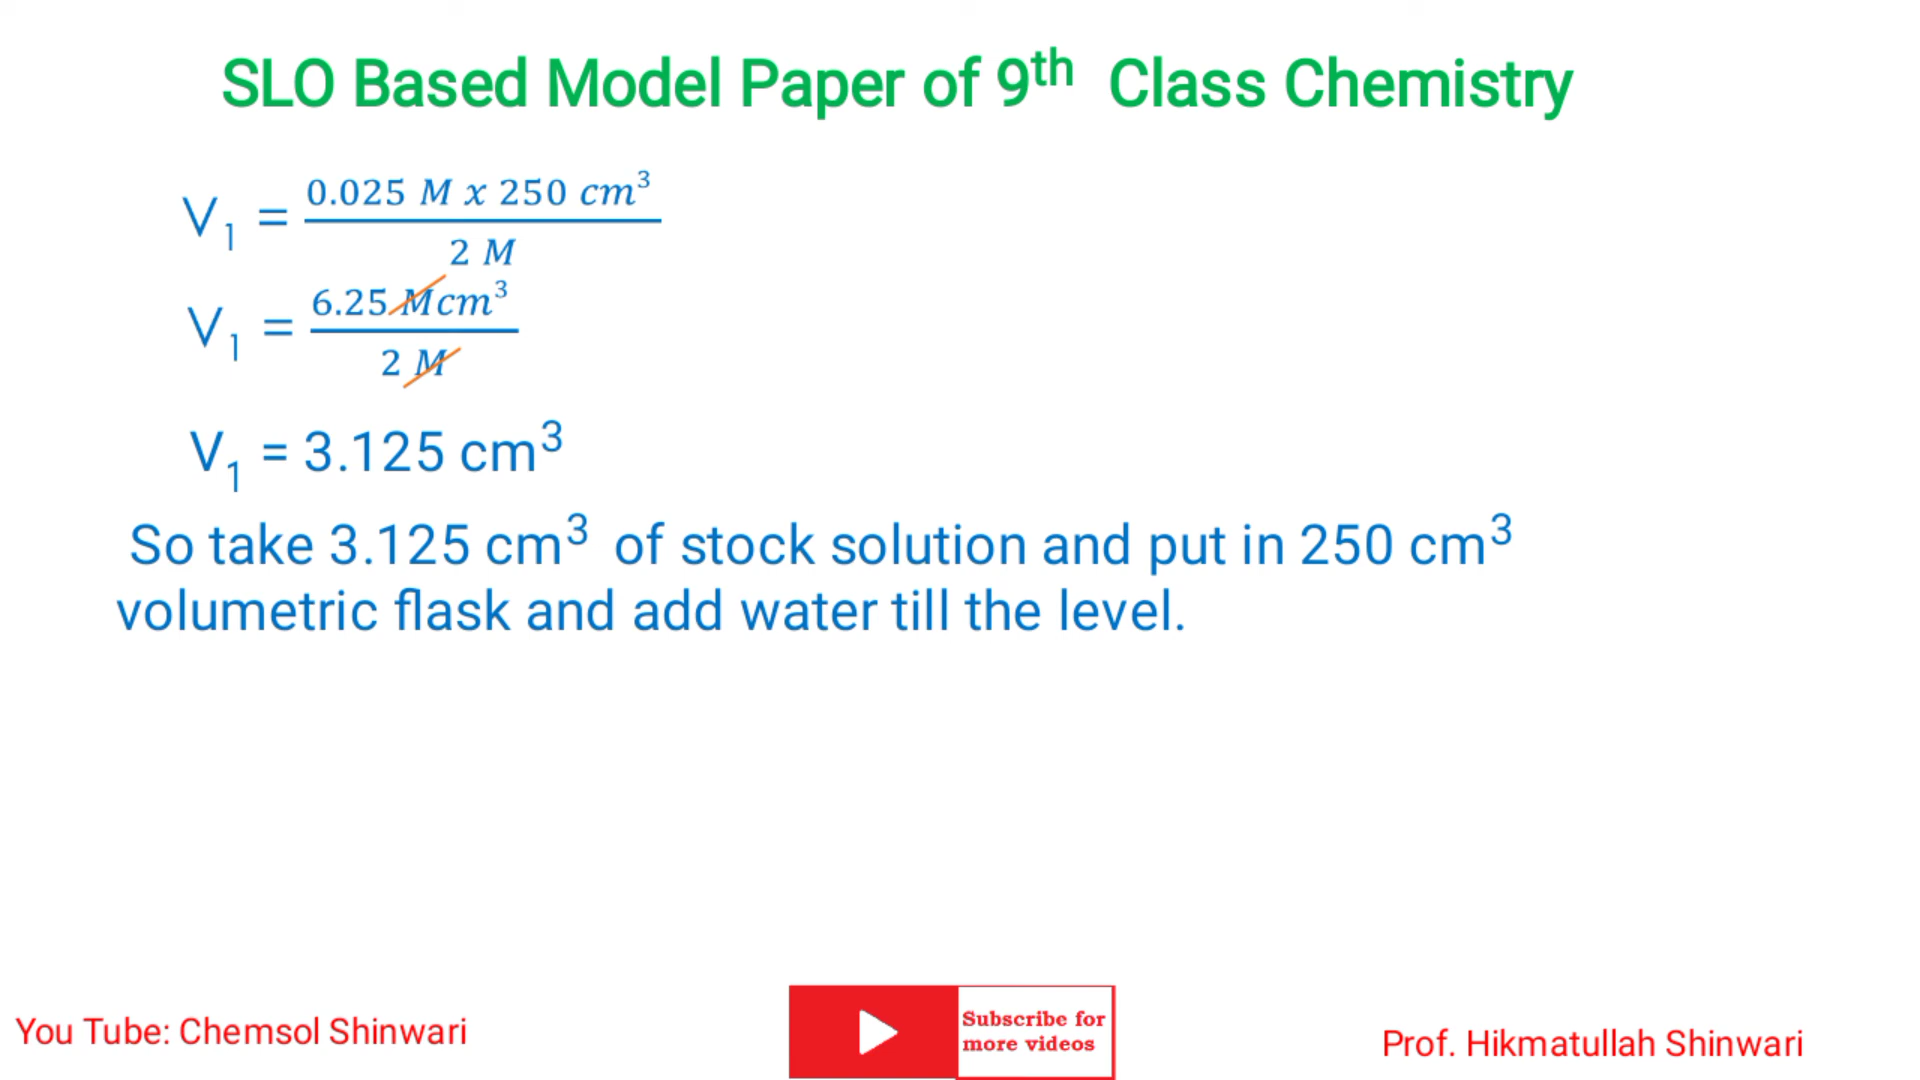 SLO Based Model Paper of 9th Class Chemistry
V₁ = 0.025 M x 250 cm³ / 2 M
V₁ = 6.25 Mcm³ / 2 M
V₁ = 3.125 cm³
So take 3.125 cm³ of stock solution and put in 250 cm³
volumetric flask and add water till the level.
You Tube: Chemsol Shinwari
Subscribe for
more videos
Prof. Hikmatullah Shinwari